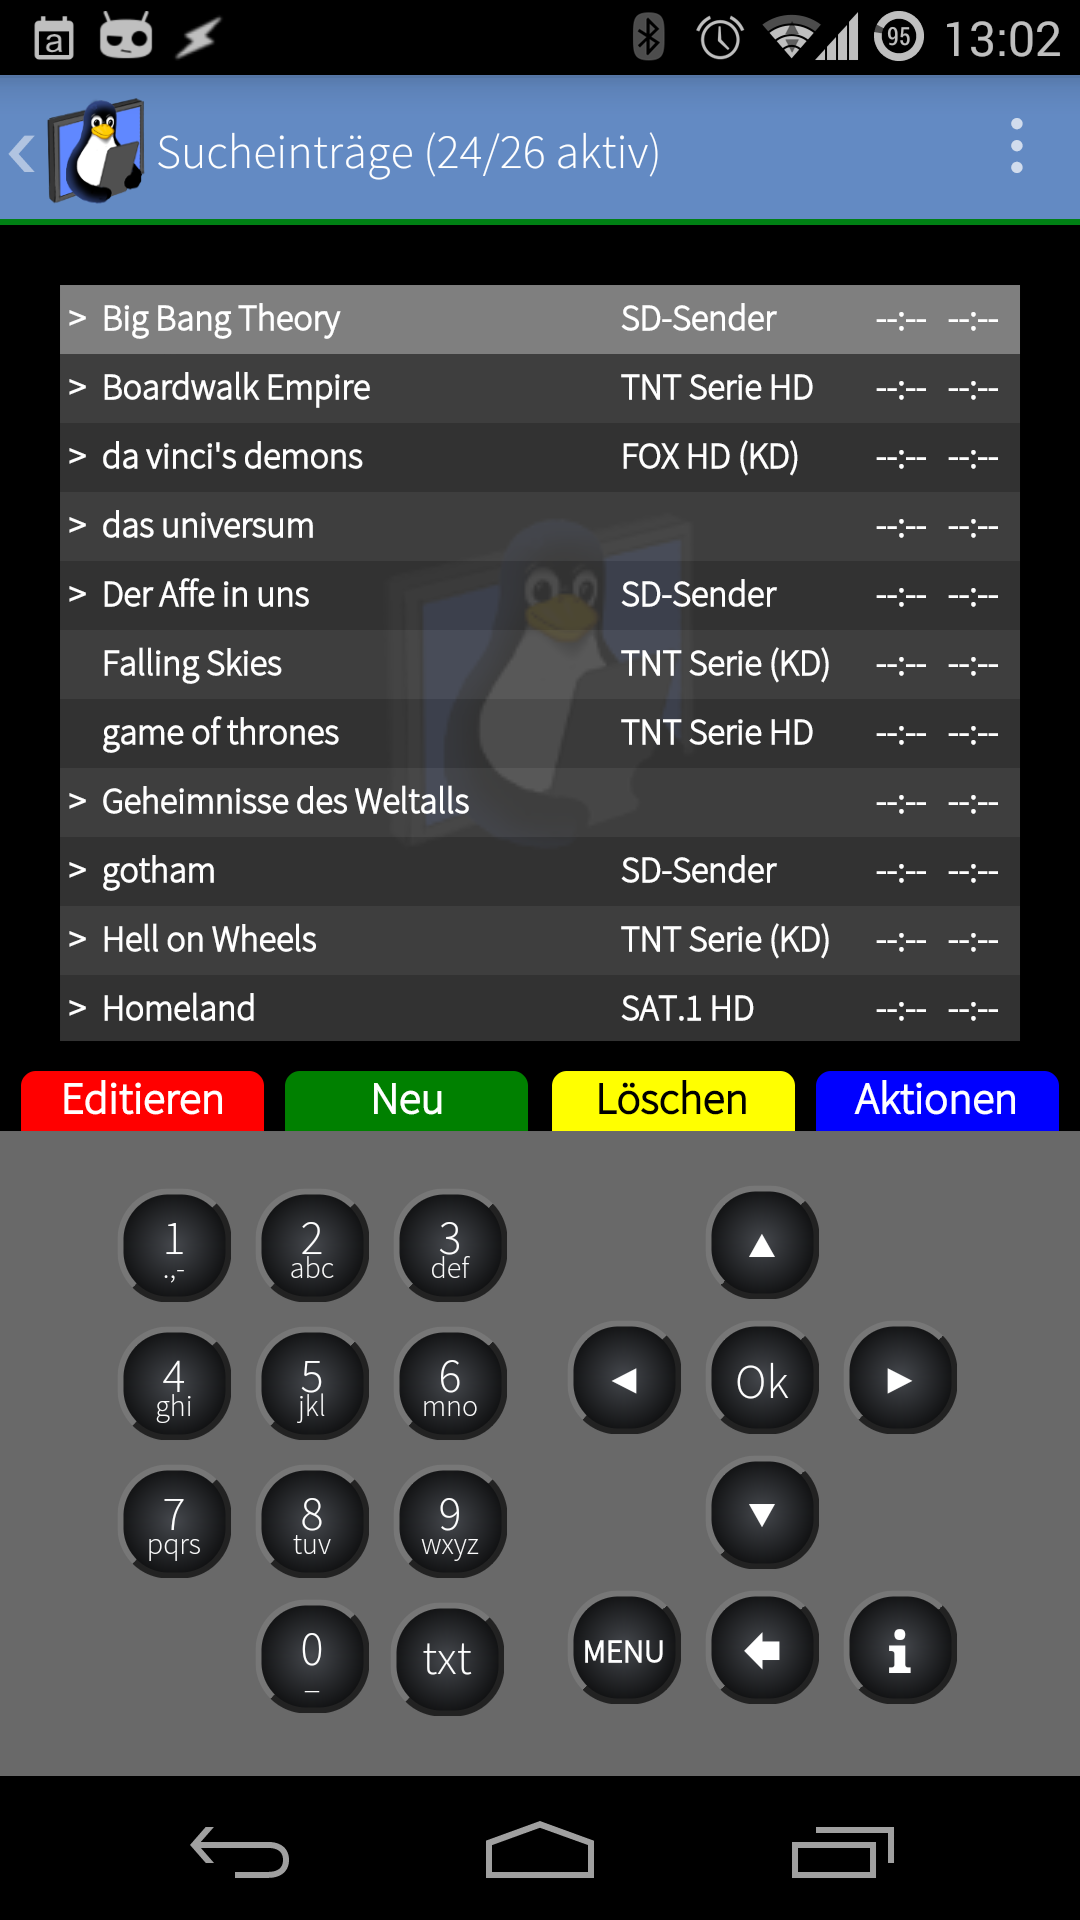 a 95 13:02
Sucheinträge (24/26 aktiv)
> Big Bang Theory SD-Sender --:-- --:--
> Boardwalk Empire TNT Serie HD --:-- --:--
> da vinci's demons FOX HD (KD) --:-- --:--
> das universum --:-- --:--
> Der Affe in uns SD-Sender --:-- --:--
Falling Skies TNT Serie (KD) --:-- --:--
game of thrones TNT Serie HD --:-- --:--
> Geheimnisse des Weltalls --:-- --:--
> gotham SD-Sender --:-- --:--
> Hell on Wheels TNT Serie (KD) --:-- --:--
> Homeland SAT.1 HD --:-- --:--
Editieren Neu Löschen Aktionen
1 2 3
.,- abc def
4 5 6 Ok
ghi jkl mno
7 8 9
pqrs tuv wxyz
0 txt MENU i
_